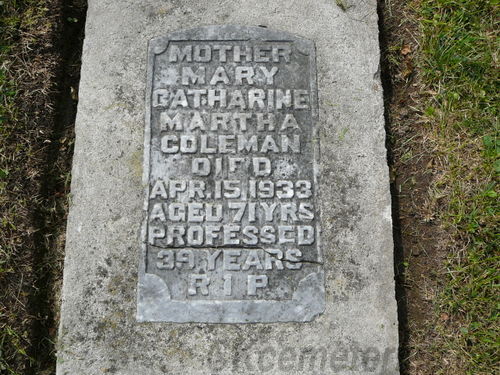 MOTHER
MARY
CATHARINE
MARTHA
COLEMAN
DIED
APR. 15, 1933
AGED 71 YRS
PROFESSED
39 YEARS
R I P